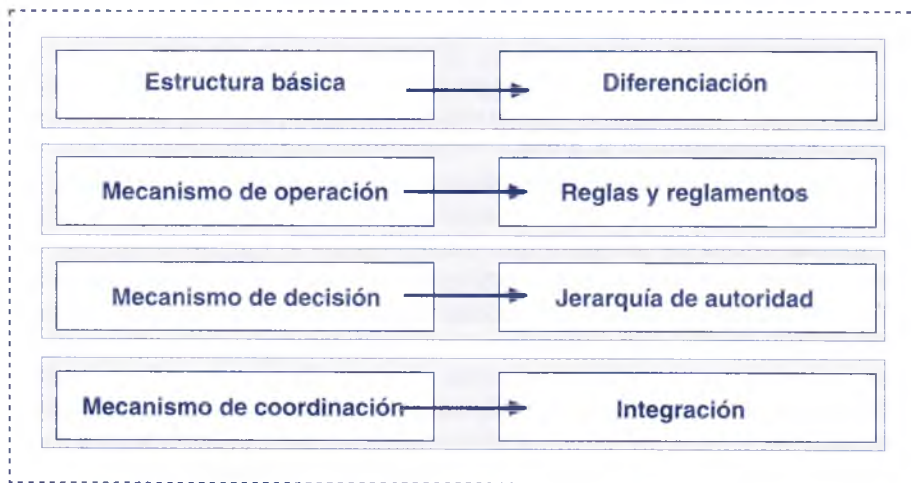 Estructura básica
Diferenciación
Mecanismo de operación
Reglas y reglamentos
Mecanismo de decisión
Jerarquía de autoridad
Mecanismo de coordinación
Integración